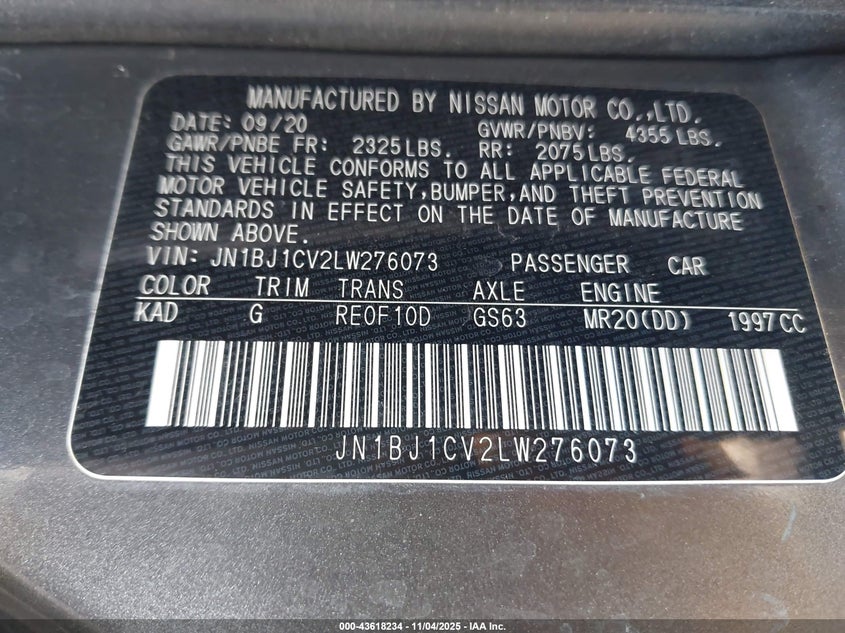 MANUFACTURED BY NISSAN MOTOR CO.,LTD.
DATE: 09/20 GVWR/PNBV: 4355 LBS.
GAWR/PNBE FR: 2325 LBS. RR: 2075 LBS.
THIS VEHICLE CONFORMS TO ALL APPLICABLE FEDERAL
MOTOR VEHICLE SAFETY, BUMPER, AND THEFT PREVENTION
STANDARDS IN EFFECT ON THE DATE OF MANUFACTURE
SHOWN ABOVE.
VIN: JN1BJ1CV2LW276073 PASSENGER CAR
COLOR TRIM TRANS AXLE ENGINE
KAD G RE0F10D GS63 MR20(DD) 1997CC
JN1BJ1CV2LW276073
000-43618234 - 11/04/2025 - IAA Inc.